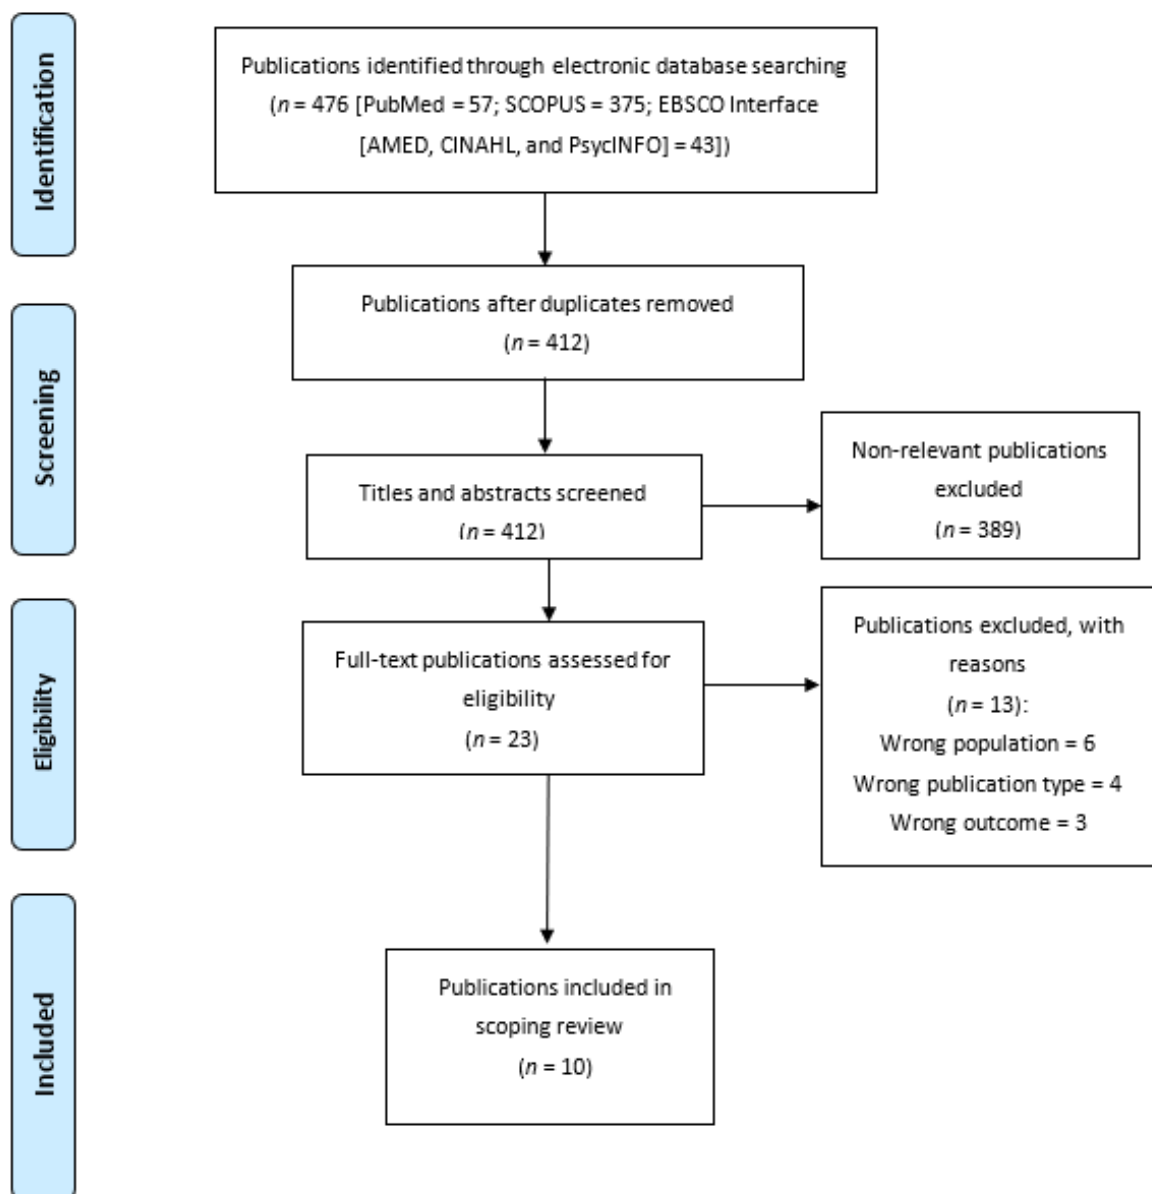 Identification
Publications identified through electronic database searching
(n = 476 [PubMed = 57; SCOPUS = 375; EBSCO Interface
[AMED, CINAHL, and PsycINFO] = 43])
Publications after duplicates removed
(n = 412)
Screening
Titles and abstracts screened
(n = 412)
Non-relevant publications
excluded
(n = 389)
Eligibility
Full-text publications assessed for
eligibility
(n = 23)
Publications excluded, with
reasons
(n = 13):
Wrong population = 6
Wrong publication type = 4
Wrong outcome = 3
Included
Publications included in
scoping review
(n = 10)